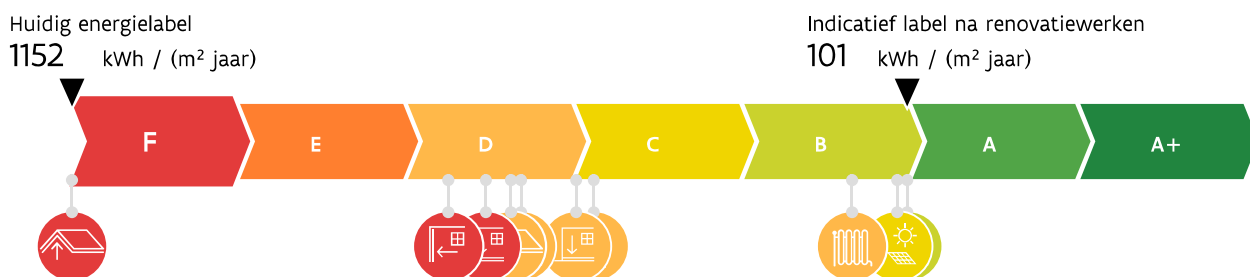 Huidig energielabel
1152 kWh / (m² jaar)
Indicatief label na renovatiewerken
101 kWh / (m² jaar)
F E D C B A A+